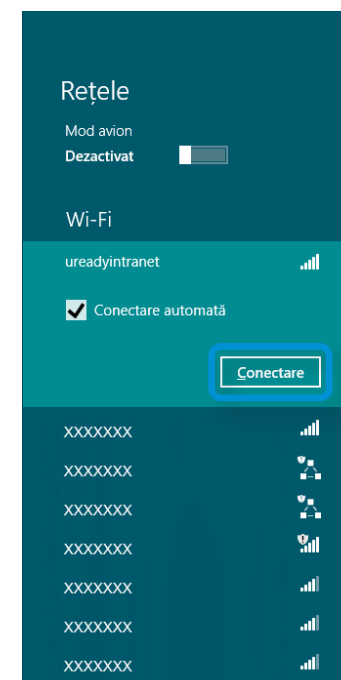 Rețele
Mod avion
Dezactivat
Wi-Fi
ureadyintranet
Conectare automată
Conectare
xxxxxxx
xxxxxxx
xxxxxxx
xxxxxxx
xxxxxxx
xxxxxxx
xxxxxxx